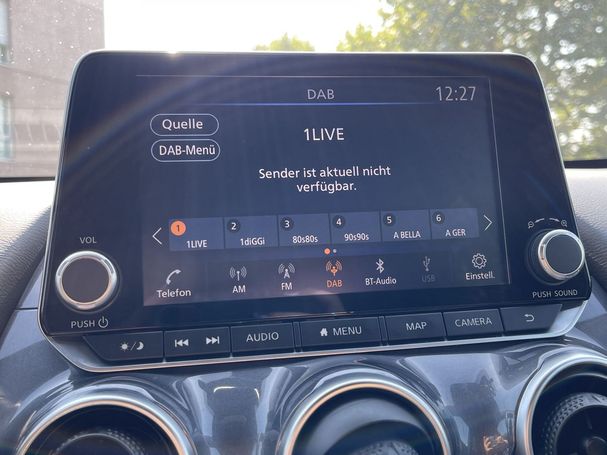 DAB 12:27
Quelle
DAB-Menü
1LIVE
Sender ist aktuell nicht
verfügbar.
1 2 3 4 5 6
1LIVE 1diGGi 80s80s 90s90s A BELLA A GER
VOL
PUSH
Telefon AM FM DAB BT-Audio USB Einstell.
PUSH SOUND
AUDIO MENU MAP CAMERA